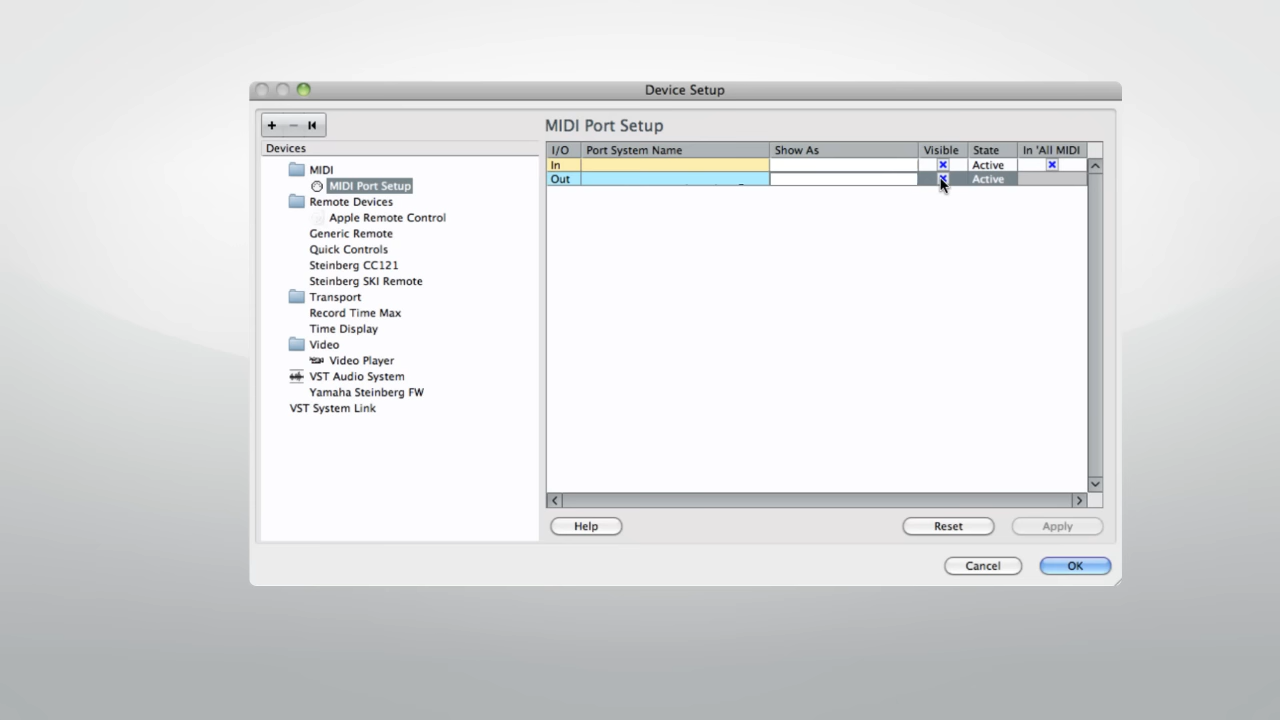 Device Setup
+ −
Devices
MIDI
MIDI Port Setup
Remote Devices
Apple Remote Control
Generic Remote
Quick Controls
Steinberg CC121
Steinberg SKI Remote
Transport
Record Time Max
Time Display
Video
Video Player
VST Audio System
Yamaha Steinberg FW
VST System Link
MIDI Port Setup
I/O Port System Name Show As Visible State In 'All MIDI
In Active
Out Active
Help Reset Apply
Cancel OK